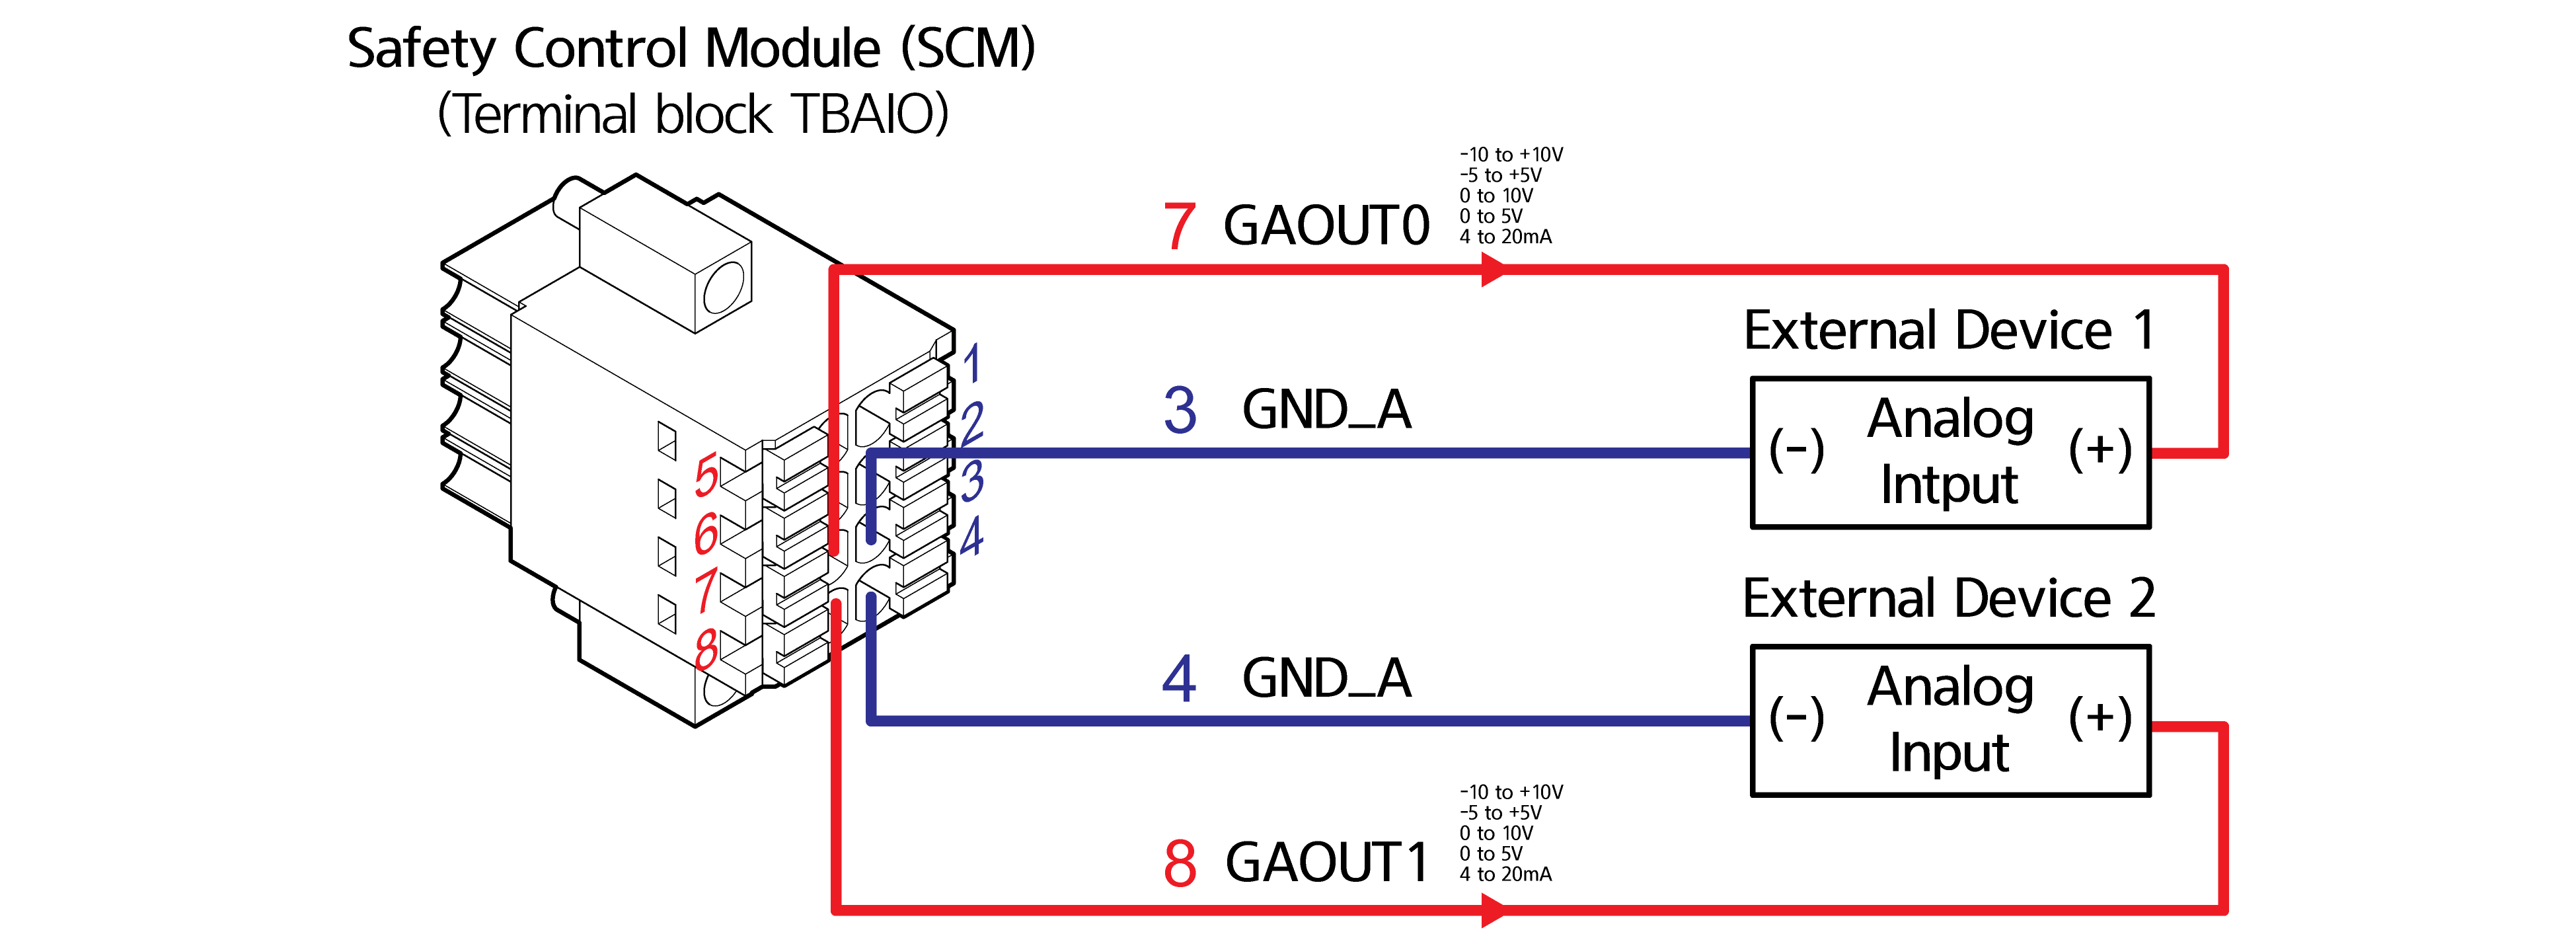 Safety Control Module (SCM)
(Terminal block TBAIO)
-10 to +10V
-5 to +5V
0 to 10V
0 to 5V
4 to 20mA
7 GAOUT0
External Device 1
1
2
3
4
3 GND_A
(-) Analog (+)
Intput
5
6
7
8
External Device 2
4 GND_A
(-) Analog (+)
Input
-10 to +10V
-5 to +5V
0 to 10V
0 to 5V
4 to 20mA
8 GAOUT1